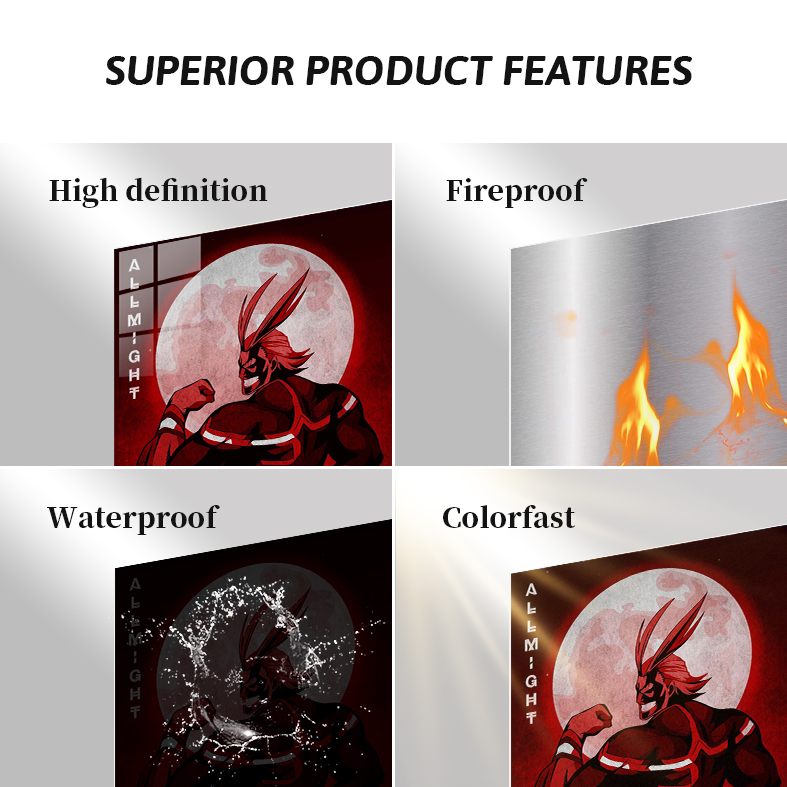 SUPERIOR PRODUCT FEATURES
High definition
Fireproof
ALLMIGHT
Waterproof
Colorfast
ALLMIGHT
ALLMIGHT